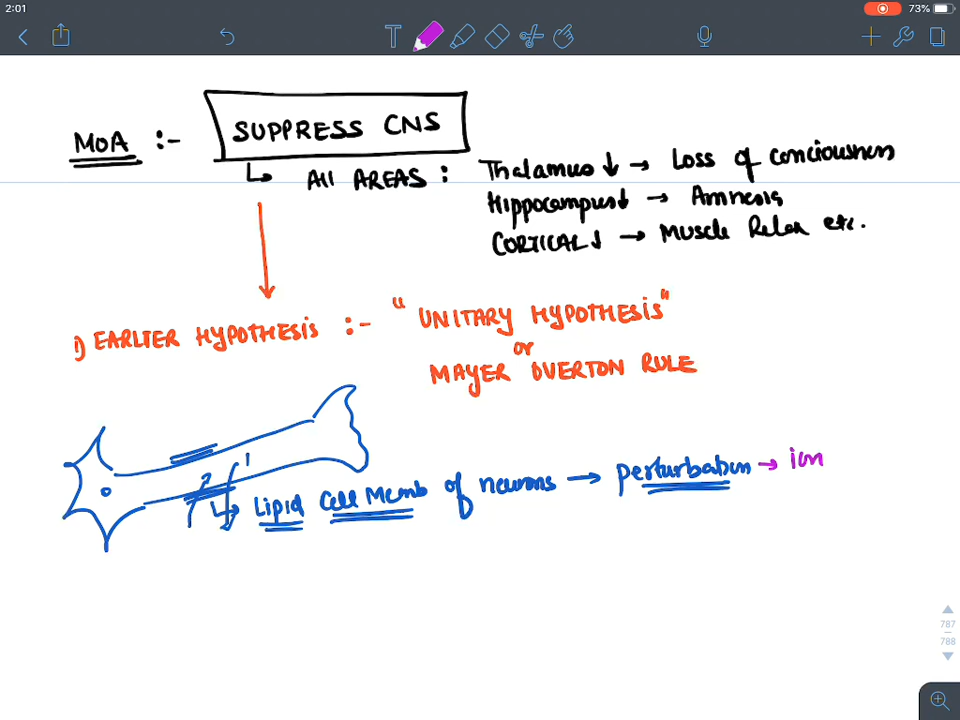 2:01
73%
T
MOA :- SUPPRESS CNS
↳ All AREAS : Thalamus ↓ → Loss of conciousness
Hippocampus↓ → Amnesia
CORTICAL↓ → Muscle Relax etc.
1) EARLIER HYPOTHESIS :- "UNITARY HYPOTHESIS"
or
MAYER OVERTON RULE
↳ Lipid Cell Memb of neurons → perturbation → ion
787
788